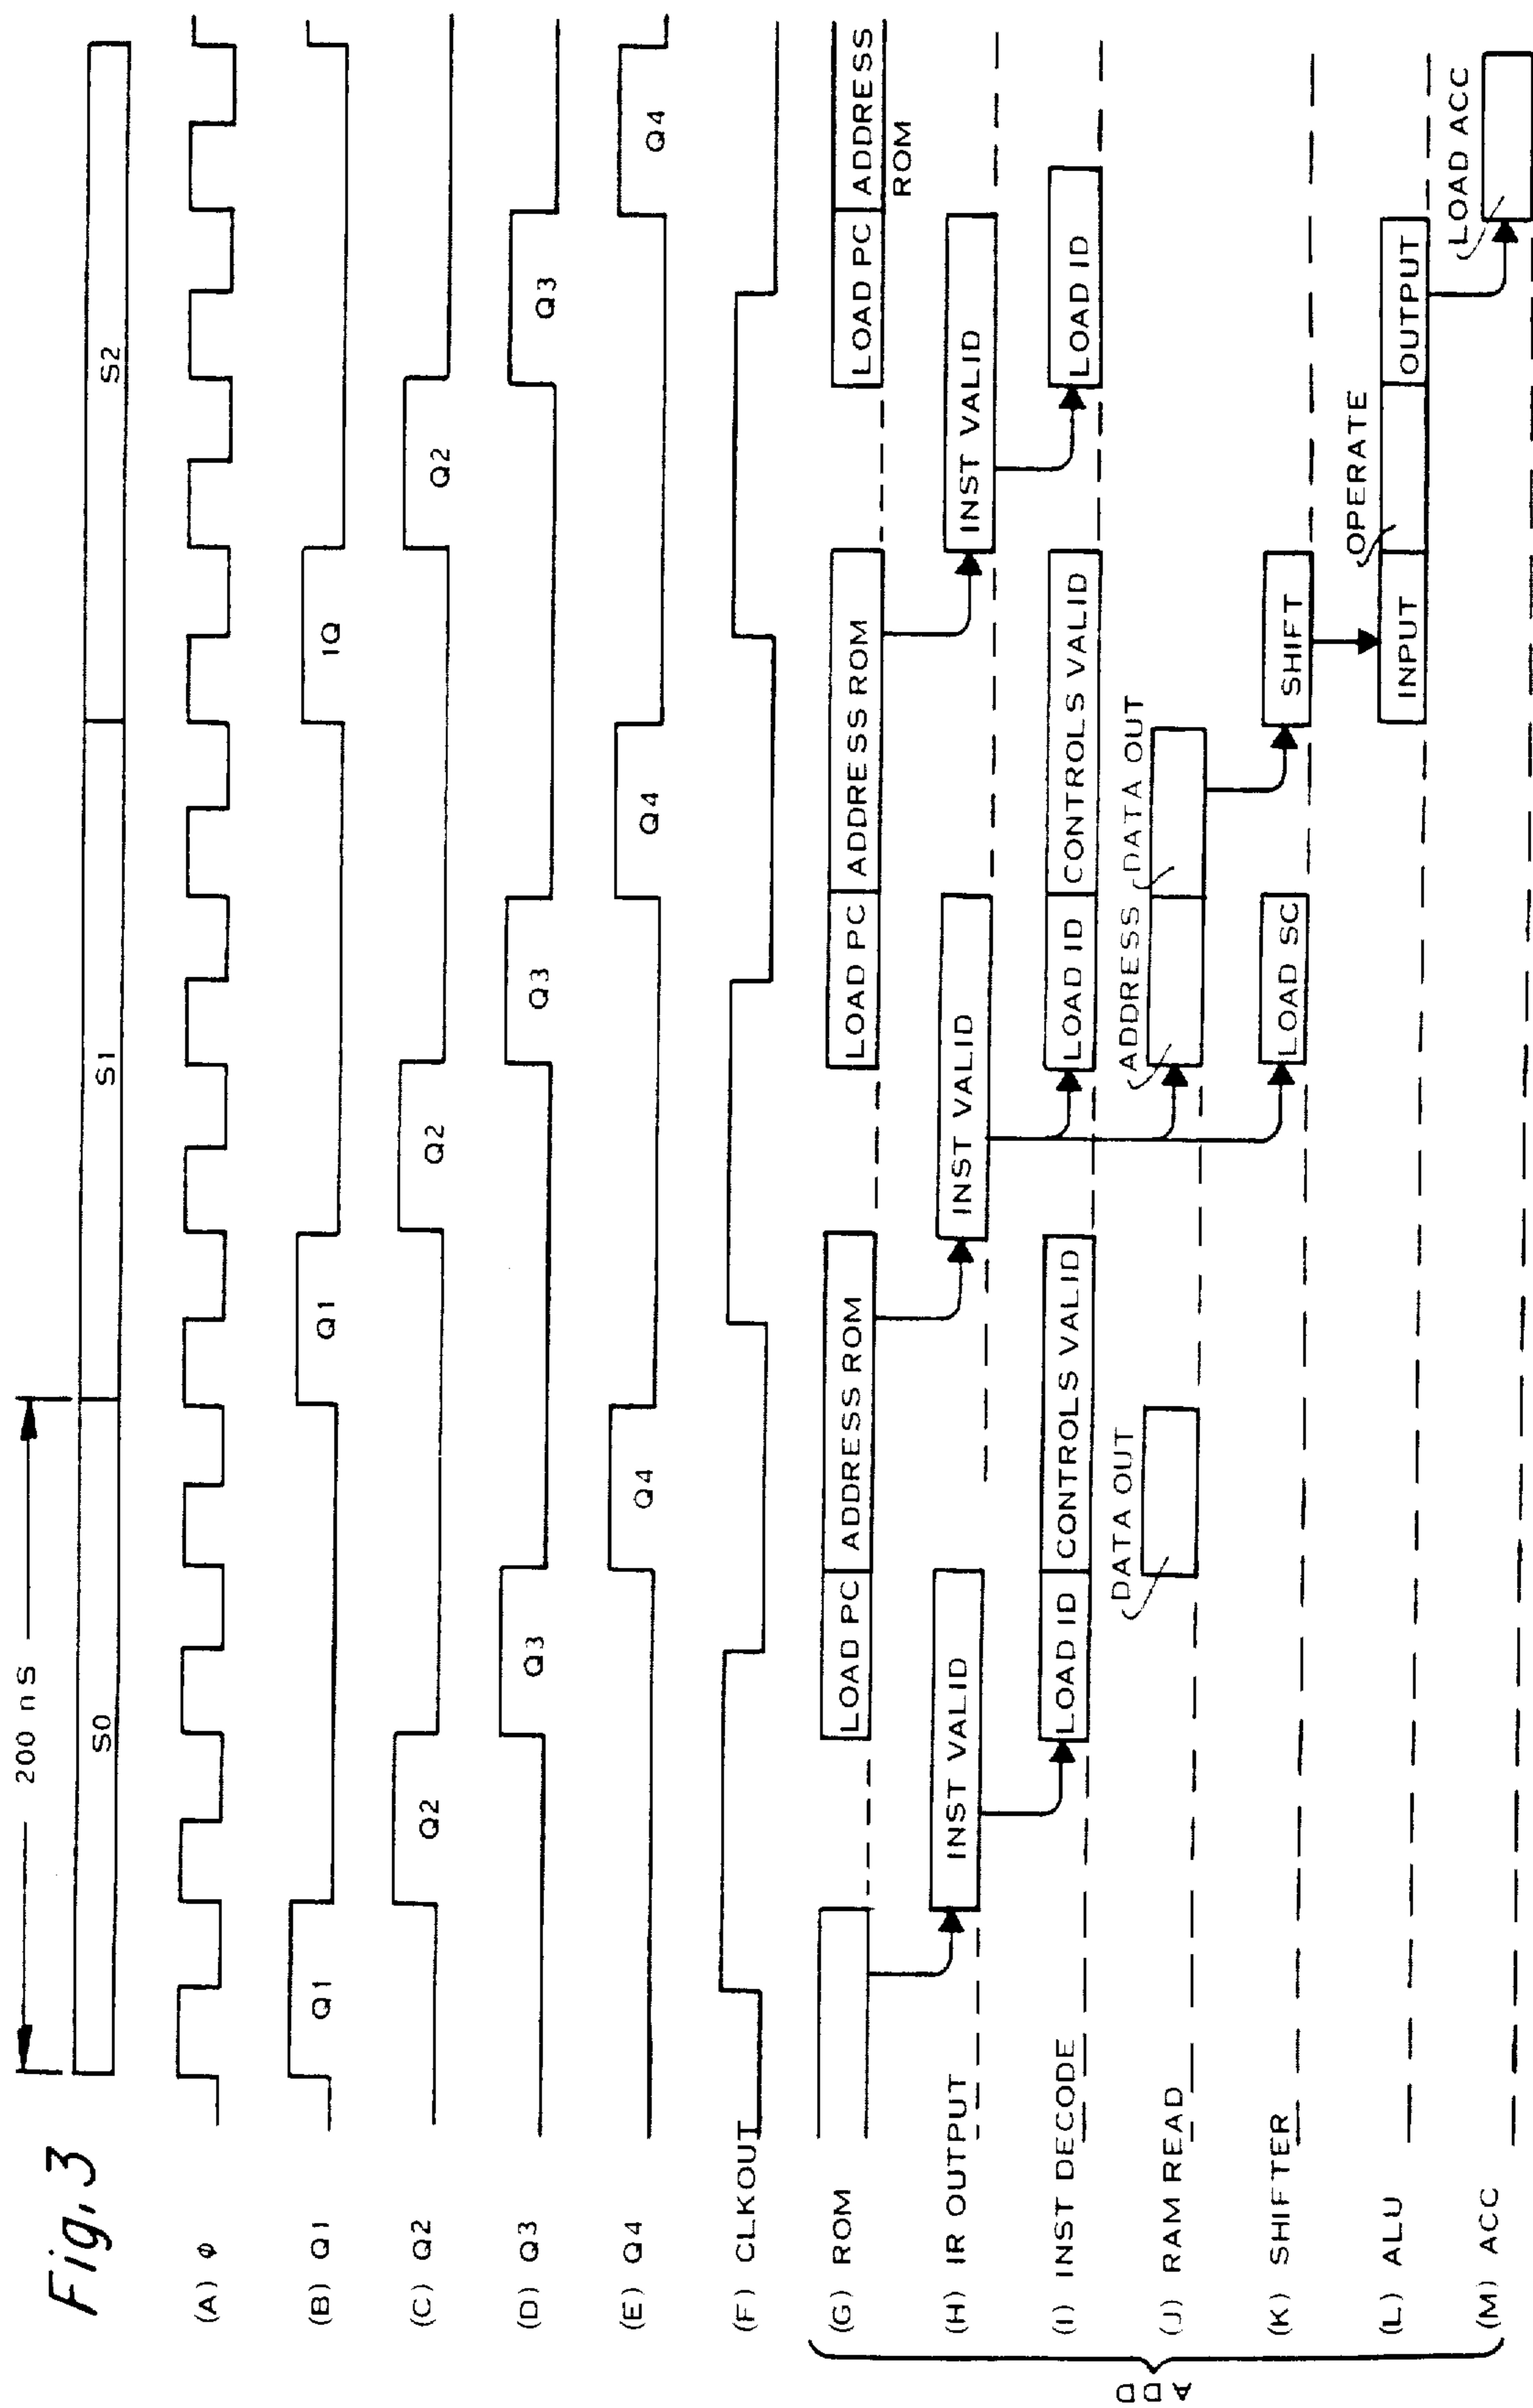 Fig. 3
200 nS
S0 S1 S2
(A) φ
(B) Q1 Q1 Q1 1Q
(C) Q2 Q2 Q2 Q2
(D) Q3 Q3 Q3 Q3
(E) Q4 Q4 Q4 Q4
(F) CLKOUT
ADD
(G) ROM LOAD PC ADDRESS ROM LOAD PC ADDRESS ROM LOAD PC ADDRESS
ROM
(H) IR OUTPUT INST VALID INST VALID INST VALID
(I) INST DECODE LOAD ID CONTROLS VALID LOAD ID CONTROLS VALID LOAD ID
DATA OUT ADDRESS DATA OUT
(J) RAM READ
(K) SHIFTER LOAD SC SHIFT
OPERATE
(L) ALU INPUT OUTPUT
LOAD ACC
(M) ACC